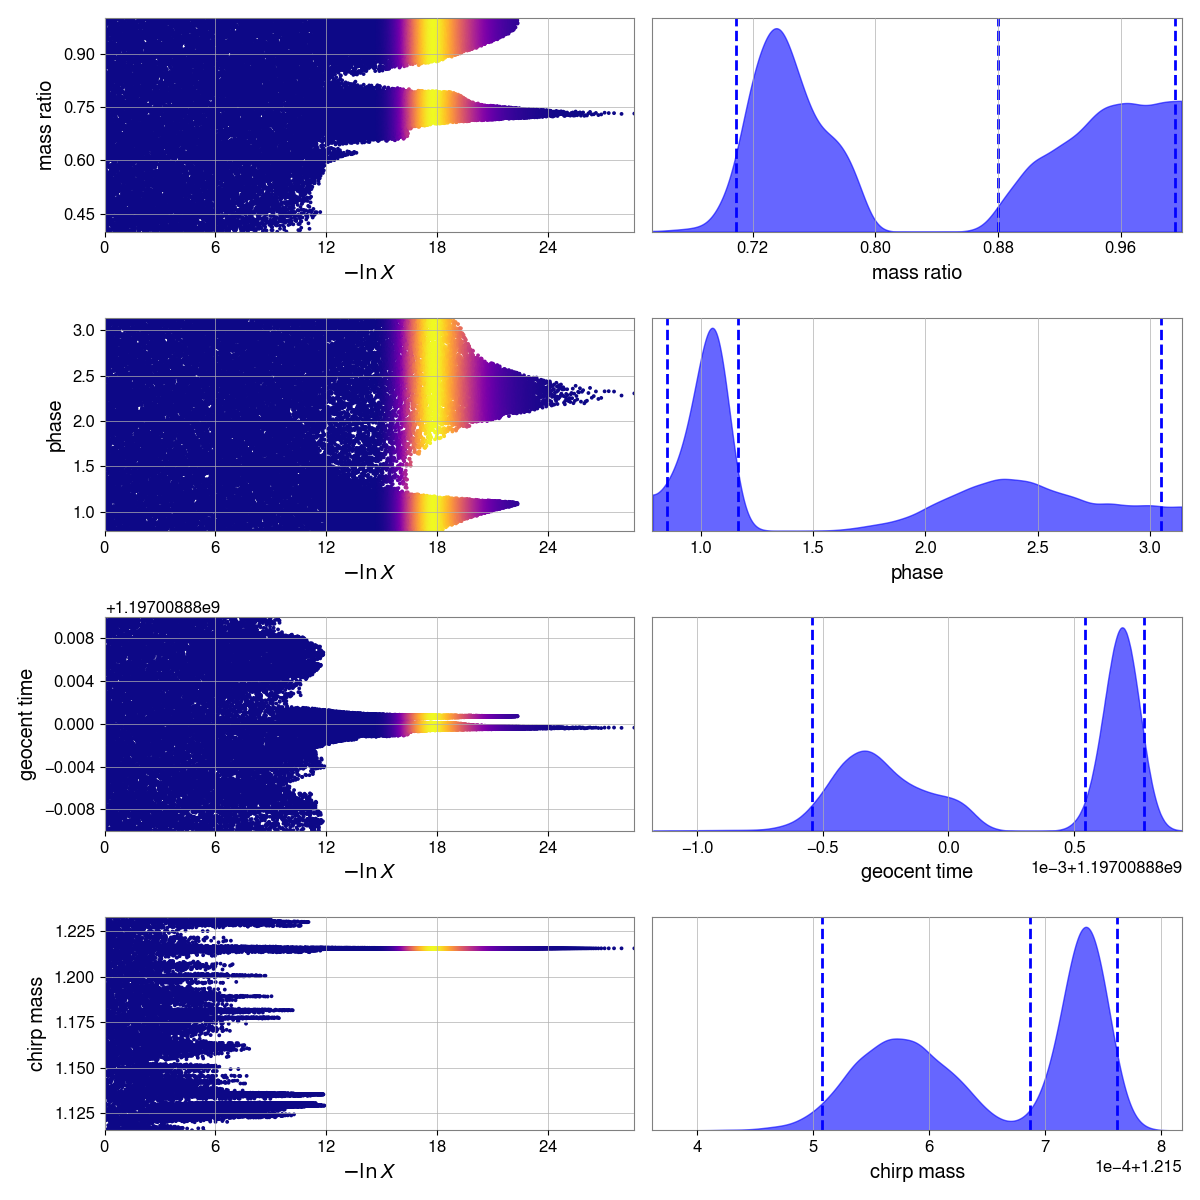 0.90
0.75
0.60
0.45
mass ratio
0 6 12 18 24
−ln X
0.72 0.80 0.88 0.96
mass ratio
3.0
2.5
2.0
1.5
1.0
phase
0 6 12 18 24
−ln X
1.0 1.5 2.0 2.5 3.0
phase
+1.19700888e9
0.008
0.004
0.000
−0.004
−0.008
geocent time
0 6 12 18 24
−ln X
−1.0 −0.5 0.0 0.5
geocent time
1e−3+1.19700888e9
1.225
1.200
1.175
1.150
1.125
chirp mass
0 6 12 18 24
−ln X
4 5 6 7 8
chirp mass
1e−4+1.215